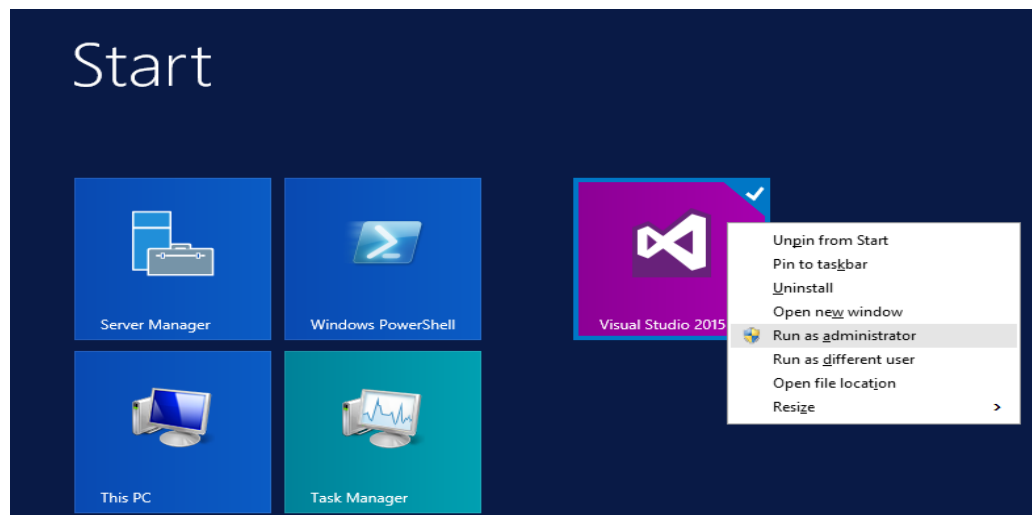 Start
Server Manager
Windows PowerShell
Visual Studio 2015
Unpin from Start
Pin to taskbar
Uninstall
Open new window
Run as administrator
Run as different user
Open file location
Resize
This PC
Task Manager